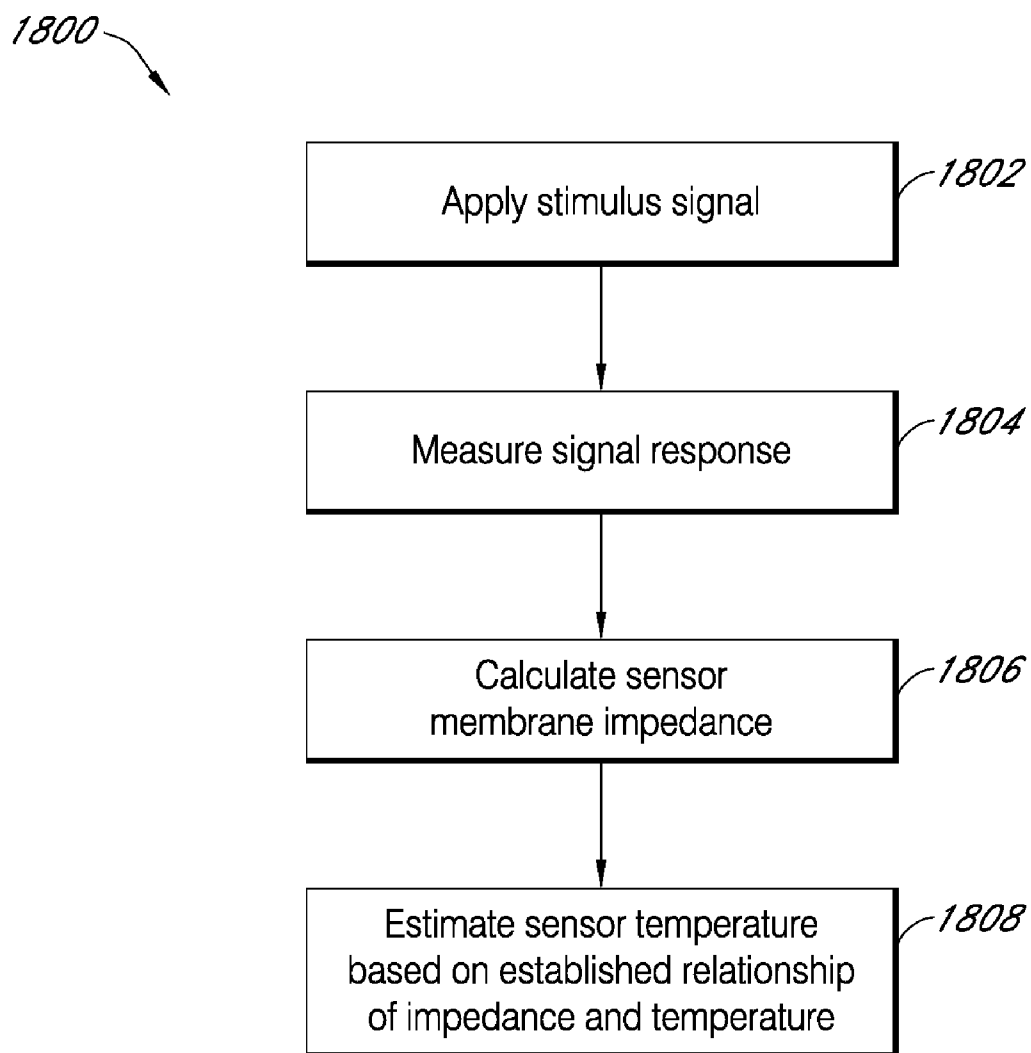 1800
Apply stimulus signal
1802
Measure signal response
1804
Calculate sensor
membrane impedance
1806
Estimate sensor temperature
based on established relationship
of impedance and temperature
1808